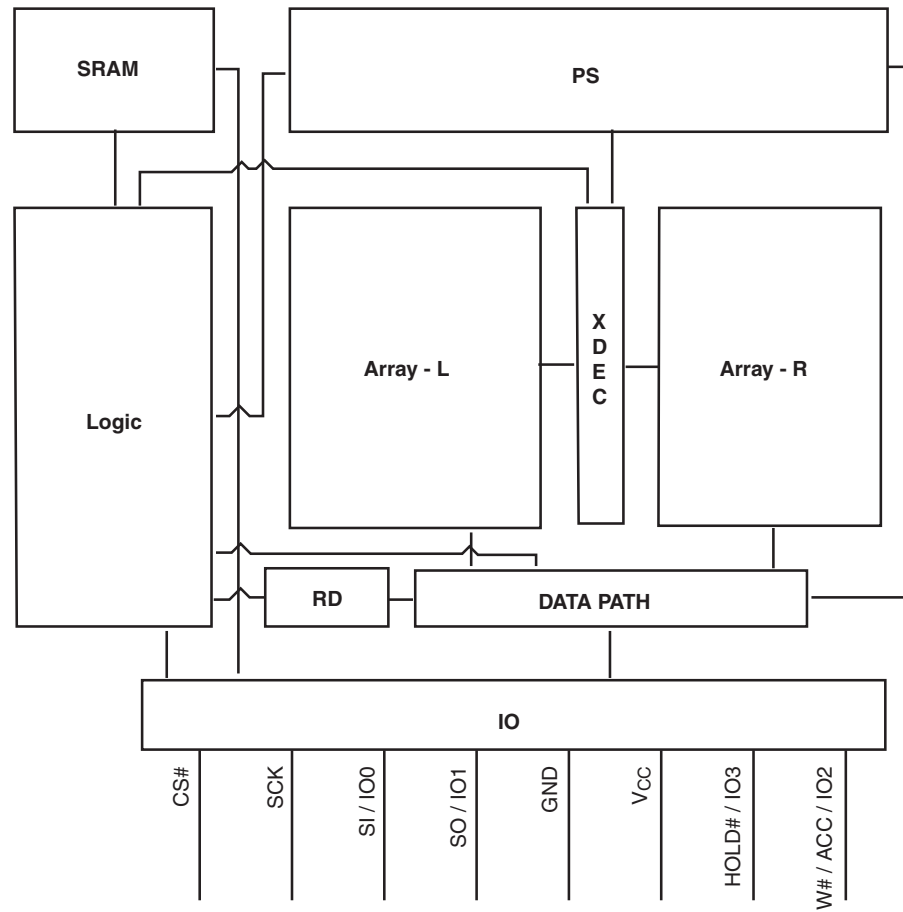 SRAM
PS
Logic
Array - L
X
D
E
C
Array - R
RD
DATA PATH
IO
CS#
SCK
SI / IO0
SO / IO1
GND
VCC
HOLD# / IO3
W# / ACC / IO2